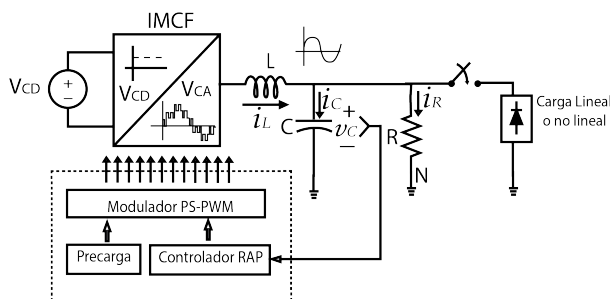 IMCF
VCD
+
−
VCD
VCA
L
iL
C
iC
+
vC
−
iR
R
N
Carga Lineal
o no lineal
Modulador PS-PWM
Precarga
Controlador RAP